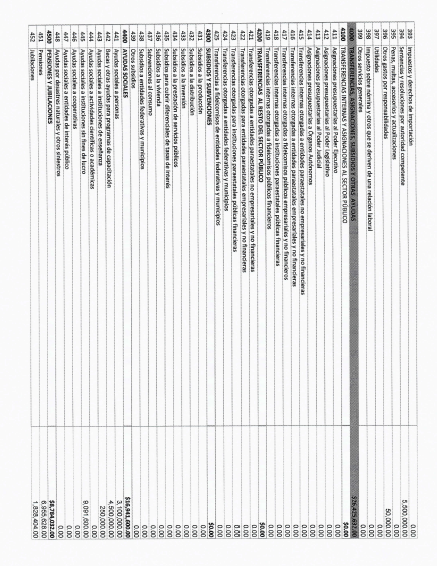 393 Impuestos y derechos de importación 0.00
394 Sentencias y resoluciones por autoridad competente 5,500,000.00
395 Penas, multas, accesorios y actualizaciones 0.00
396 Otros gastos por responsabilidades 50,000.00
397 Utilidades 0.00
398 Impuesto sobre nómina y otros que se deriven de una relación laboral 0.00
399 Otros servicios generales 0.00
4000 TRANSFERENCIAS, ASIGNACIONES, SUBSIDIOS Y OTRAS AYUDAS
4100 TRANSFERENCIAS INTERNAS Y ASIGNACIONES AL SECTOR PÚBLICO $0.00
411 Asignaciones presupuestarias al Poder Ejecutivo 0.00
412 Asignaciones presupuestarias al Poder Legislativo 0.00
413 Asignaciones presupuestarias al Poder Judicial 0.00
414 Asignaciones presupuestarias a Órganos Autónomos 0.00
415 Transferencias internas otorgadas a entidades paraestatales no empresariales y no financieras 0.00
416 Transferencias internas otorgadas a entidades paraestatales empresariales y no financieras 0.00
417 Transferencias internas otorgadas a fideicomisos públicos empresariales y no financieros 0.00
418 Transferencias internas otorgadas a instituciones paraestatales públicas financieras 0.00
419 Transferencias internas otorgadas a fideicomisos públicos financieros 0.00
4200 TRANSFERENCIAS AL RESTO DEL SECTOR PÚBLICO $0.00
421 Transferencias otorgadas a entidades paraestatales no empresariales y no financieras 0.00
422 Transferencias otorgadas para entidades paraestatales empresariales y no financieras 0.00
423 Transferencias otorgadas para instituciones paraestatales públicas financieras 0.00
424 Transferencias otorgadas a entidades federativas y municipios 0.00
425 Transferencias a fideicomisos de entidades federativas y municipios 0.00
4300 SUBSIDIOS Y SUBVENCIONES $0.00
431 Subsidios a la producción 0.00
432 Subsidios a la distribución 0.00
433 Subsidios a la inversión 0.00
434 Subsidios a la prestación de servicios públicos 0.00
435 Subsidios para cubrir diferenciales de tasas de interés 0.00
436 Subsidios a la vivienda 0.00
437 Subvenciones al consumo 0.00
438 Subsidios a entidades federativas y municipios 0.00
439 Otros subsidios 0.00
4400 AYUDAS SOCIALES $16,941,600.00
441 Ayudas sociales a personas 3,100,000.00
442 Becas y otras ayudas para programas de capacitación 4,500,000.00
443 Ayudas sociales a instituciones de enseñanza 250,000.00
444 Ayudas sociales a actividades científicas o académicas 0.00
445 Ayudas sociales a instituciones sin fines de lucro 9,091,600.00
446 Ayudas sociales a cooperativas 0.00
447 Ayudas sociales a entidades de interés público 0.00
448 Ayudas por desastres naturales y otros siniestros 0.00
4500 PENSIONES Y JUBILACIONES $8,784,032.00
451 Pensiones 6,955,628.00
452 Jubilaciones 1,828,404.00